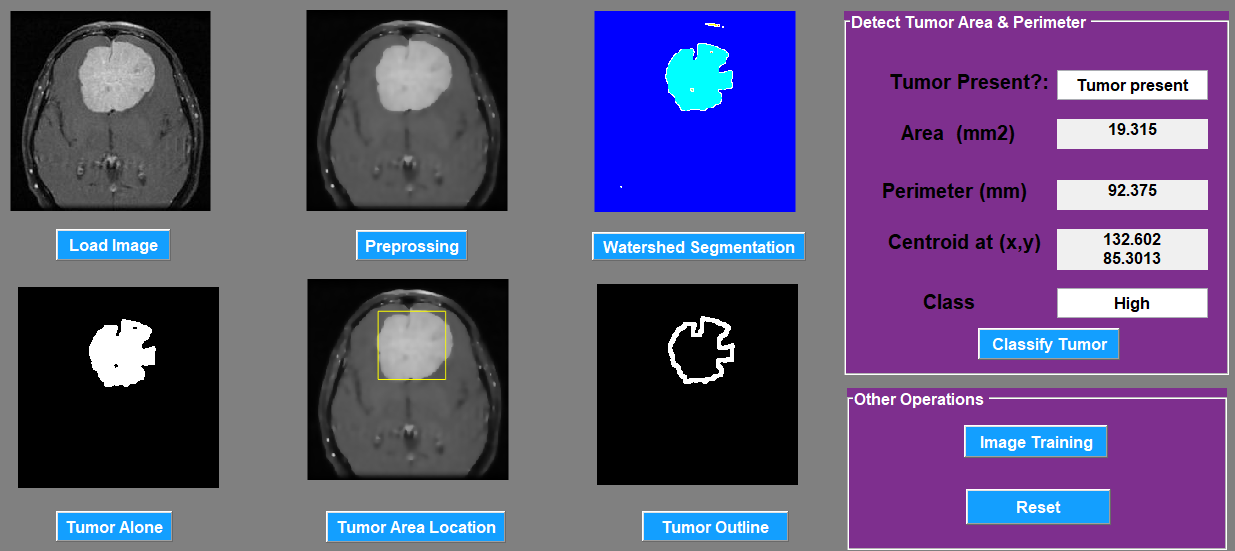 Load Image
Preprossing
Watershed Segmentation
Tumor Alone
Tumor Area Location
Tumor Outline
Detect Tumor Area & Perimeter
Tumor Present?: Tumor present
Area (mm2) 19.315
Perimeter (mm) 92.375
Centroid at (x,y) 132.602
85.3013
Class High
Classify Tumor
Other Operations
Image Training
Reset